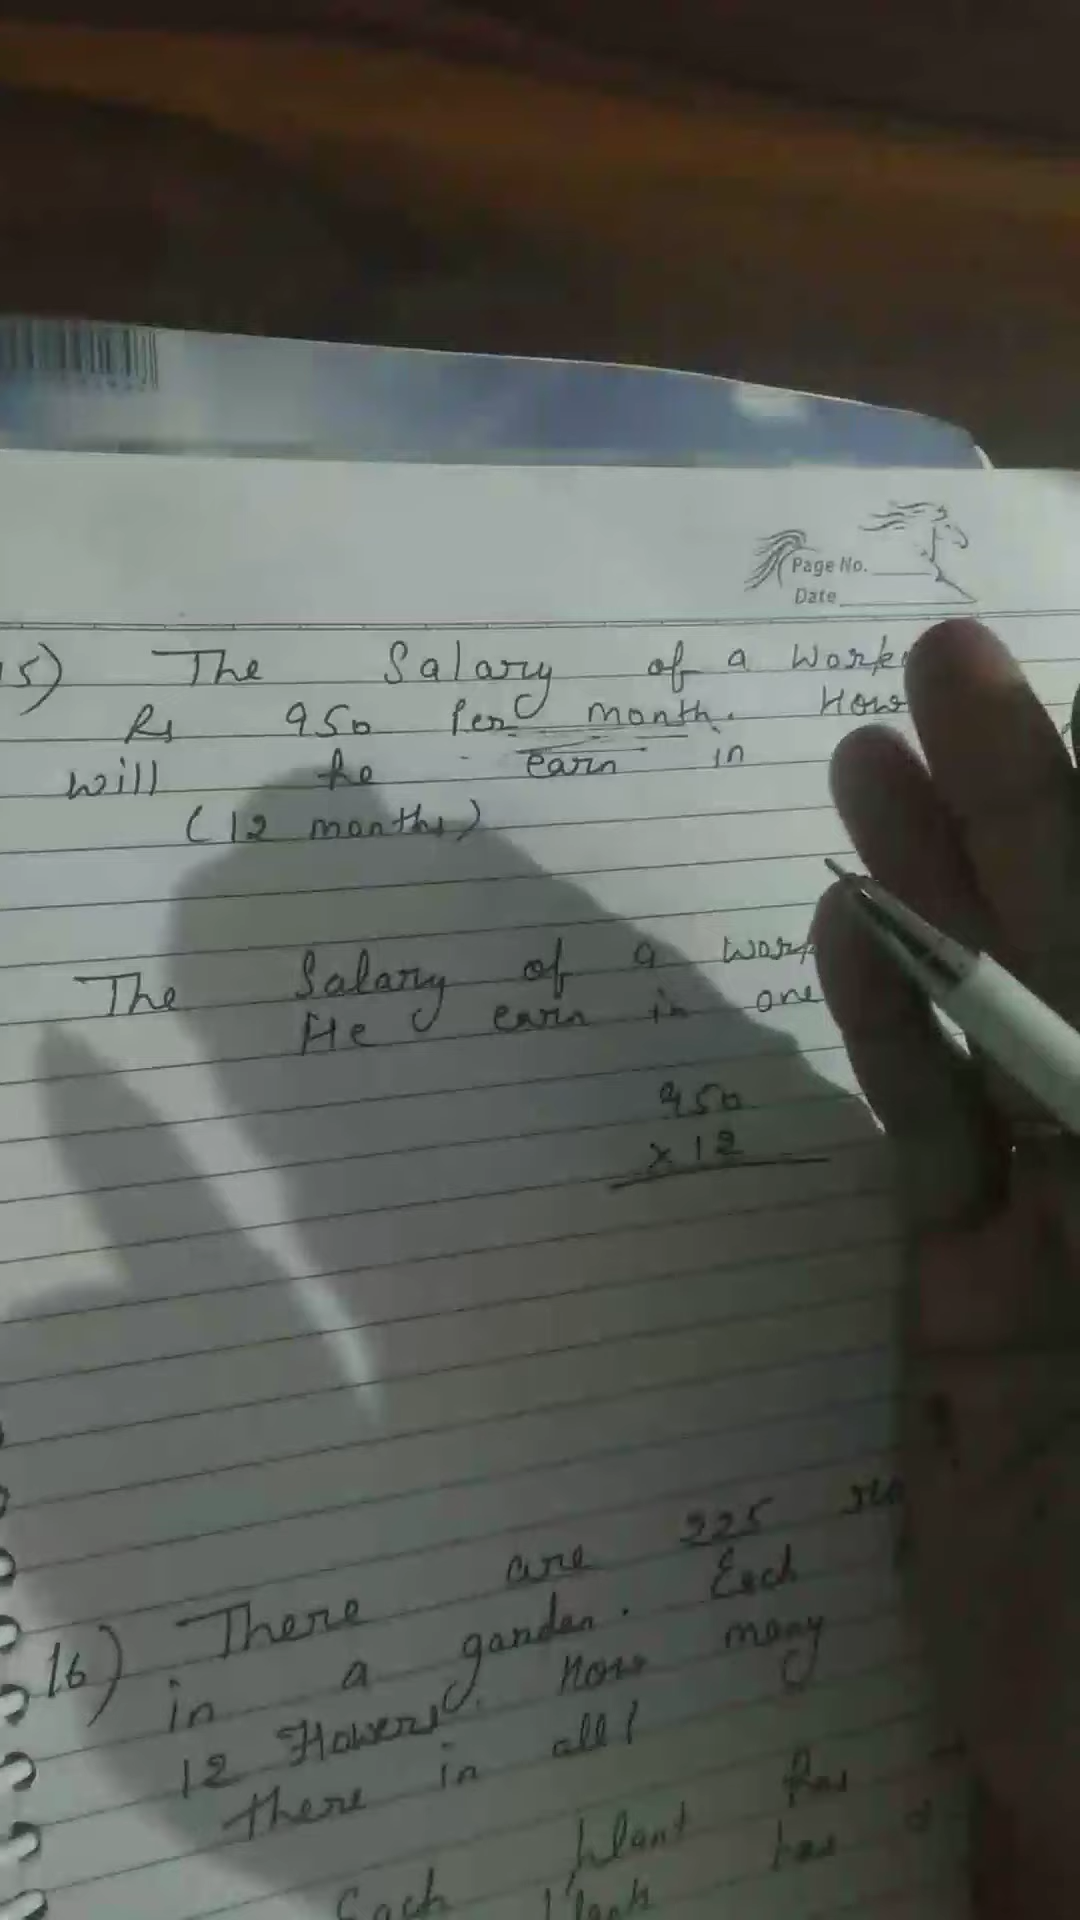 Page No.
Date
15) The Salary of a
Rs 950 Per month. How
will he earn in
(12 months)
The Salary of a
He earn in one
950
x 12
16) There are 225
in a garden. Each
12 Flowers. How many
there in all?
Each plant has
has